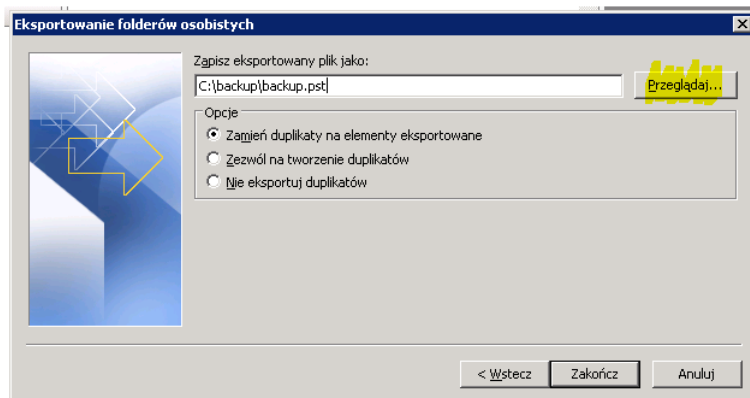 Eksportowanie folderów osobistych
Zapisz eksportowany plik jako:
C:\backup\backup.pst
Przeglądaj...
Opcje
Zamień duplikaty na elementy eksportowane
Zezwól na tworzenie duplikatów
Nie eksportuj duplikatów
< Wstecz
Zakończ
Anuluj